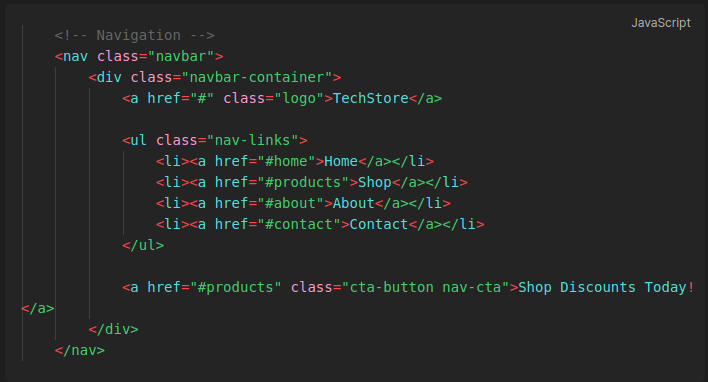 JavaScript
<!-- Navigation -->
<nav class="navbar">
<div class="navbar-container">
<a href="#" class="logo">TechStore</a>
<ul class="nav-links">
<li><a href="#home">Home</a></li>
<li><a href="#products">Shop</a></li>
<li><a href="#about">About</a></li>
<li><a href="#contact">Contact</a></li>
</ul>
<a href="#products" class="cta-button nav-cta">Shop Discounts Today!
</a>
</div>
</nav>